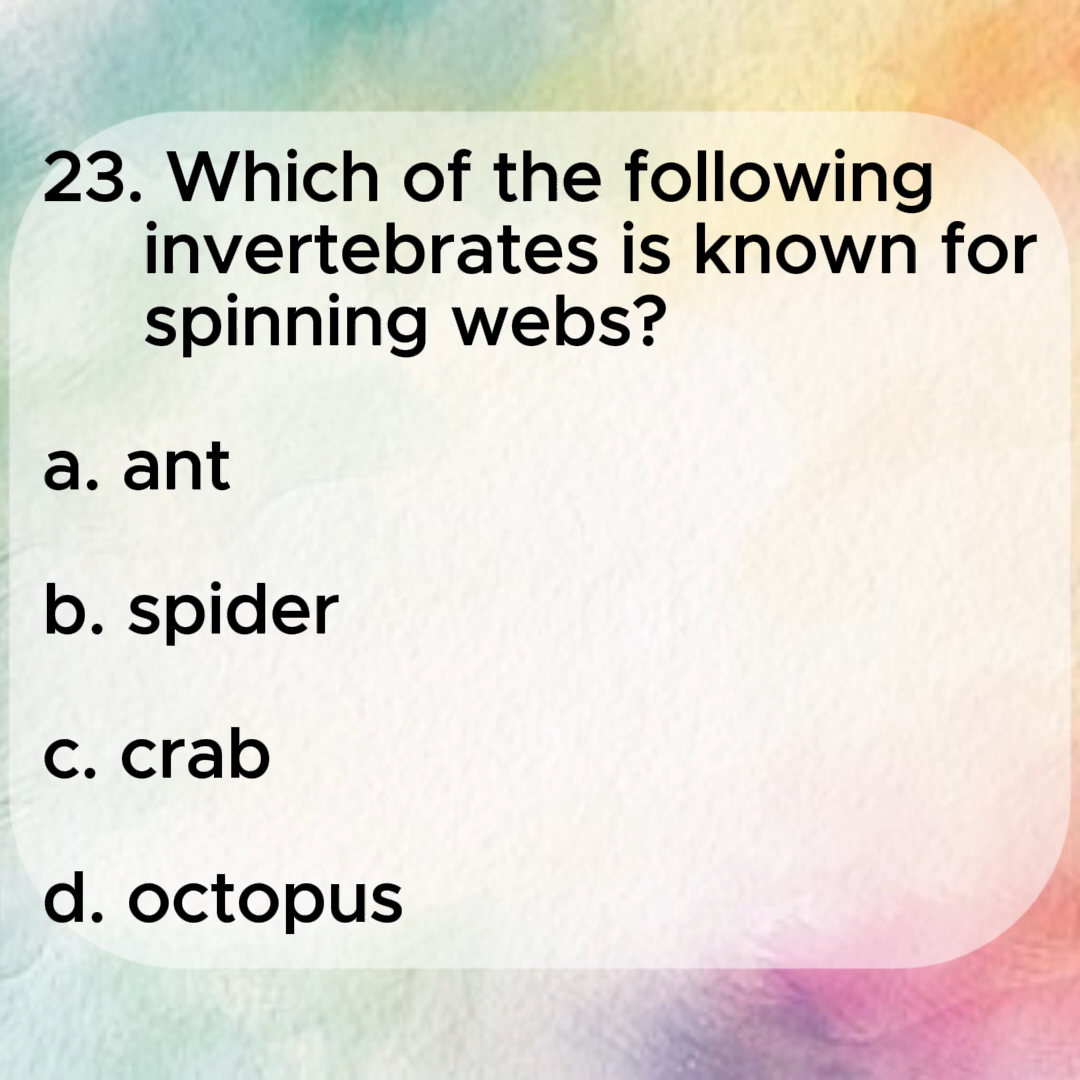 23. Which of the following
invertebrates is known for
spinning webs?
a. ant
b. spider
c. crab
d. octopus